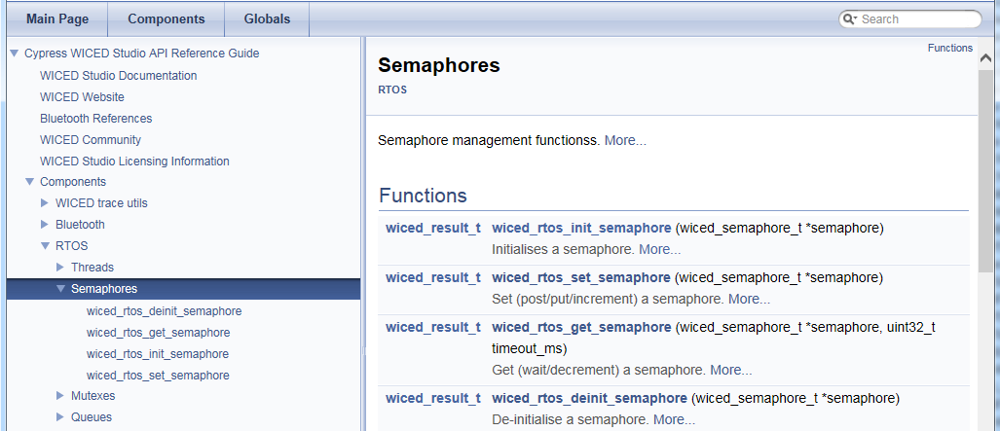 Main Page
Components
Globals
Search
Cypress WICED Studio API Reference Guide
WICED Studio Documentation
WICED Website
Bluetooth References
WICED Community
WICED Studio Licensing Information
Components
WICED trace utils
Bluetooth
RTOS
Threads
Semaphores
wiced_rtos_deinit_semaphore
wiced_rtos_get_semaphore
wiced_rtos_init_semaphore
wiced_rtos_set_semaphore
Mutexes
Queues
Functions
Semaphores
RTOS
Semaphore management functionss. More...
Functions
wiced_result_t wiced_rtos_init_semaphore (wiced_semaphore_t *semaphore)
Initialises a semaphore. More...
wiced_result_t wiced_rtos_set_semaphore (wiced_semaphore_t *semaphore)
Set (post/put/increment) a semaphore. More...
wiced_result_t wiced_rtos_get_semaphore (wiced_semaphore_t *semaphore, uint32_t
timeout_ms)
Get (wait/decrement) a semaphore. More...
wiced_result_t wiced_rtos_deinit_semaphore (wiced_semaphore_t *semaphore)
De-initialise a semaphore. More...